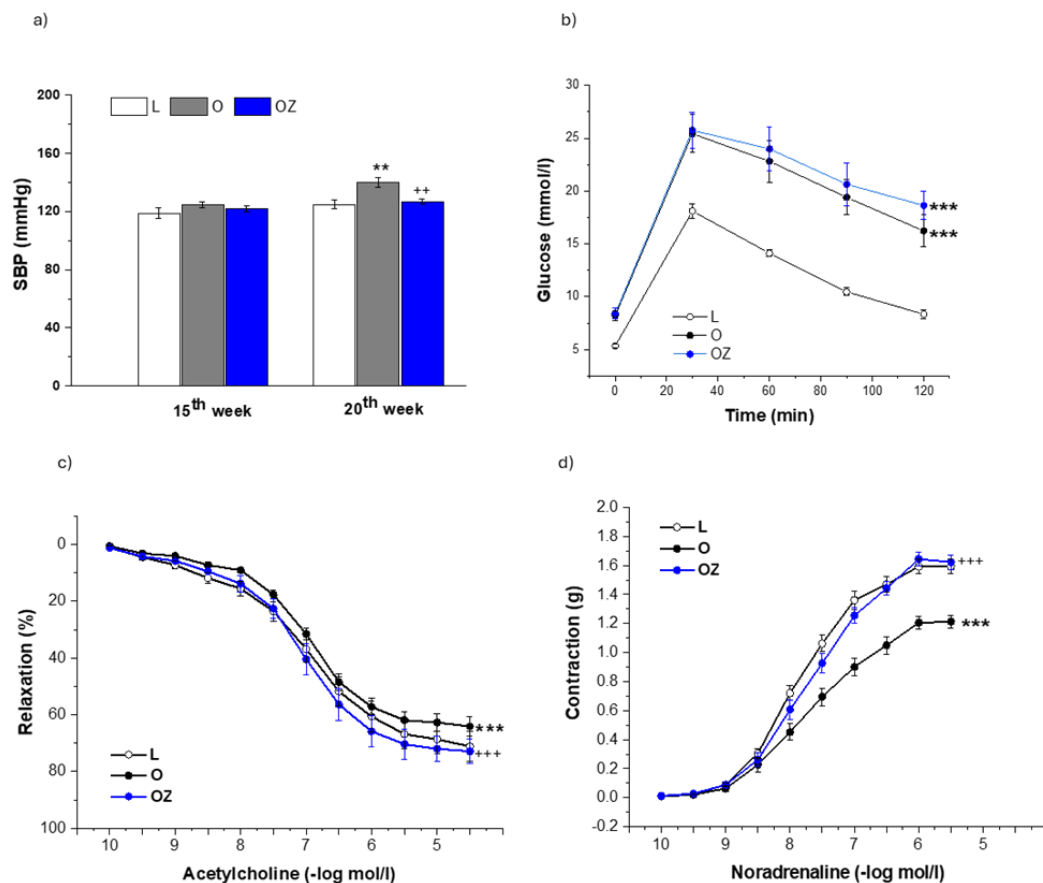 a)
200
160
120
80
40
0
SBP (mmHg)
L O OZ
**
++
15th week
20th week
b)
30
25
20
15
10
5
Glucose (mmol/l)
***
***
L
O
OZ
0 20 40 60 80 100 120
Time (min)
c)
0
20
40
60
80
100
Relaxation (%)
***
+++
L
O
OZ
10 9 8 7 6 5
Acetylcholine (-log mol/l)
d)
2.0
1.8
1.6
1.4
1.2
1.0
0.8
0.6
0.4
0.2
0.0
-0.2
Contraction (g)
L
O
OZ
+++
***
10 9 8 7 6 5
Noradrenaline (-log mol/l)